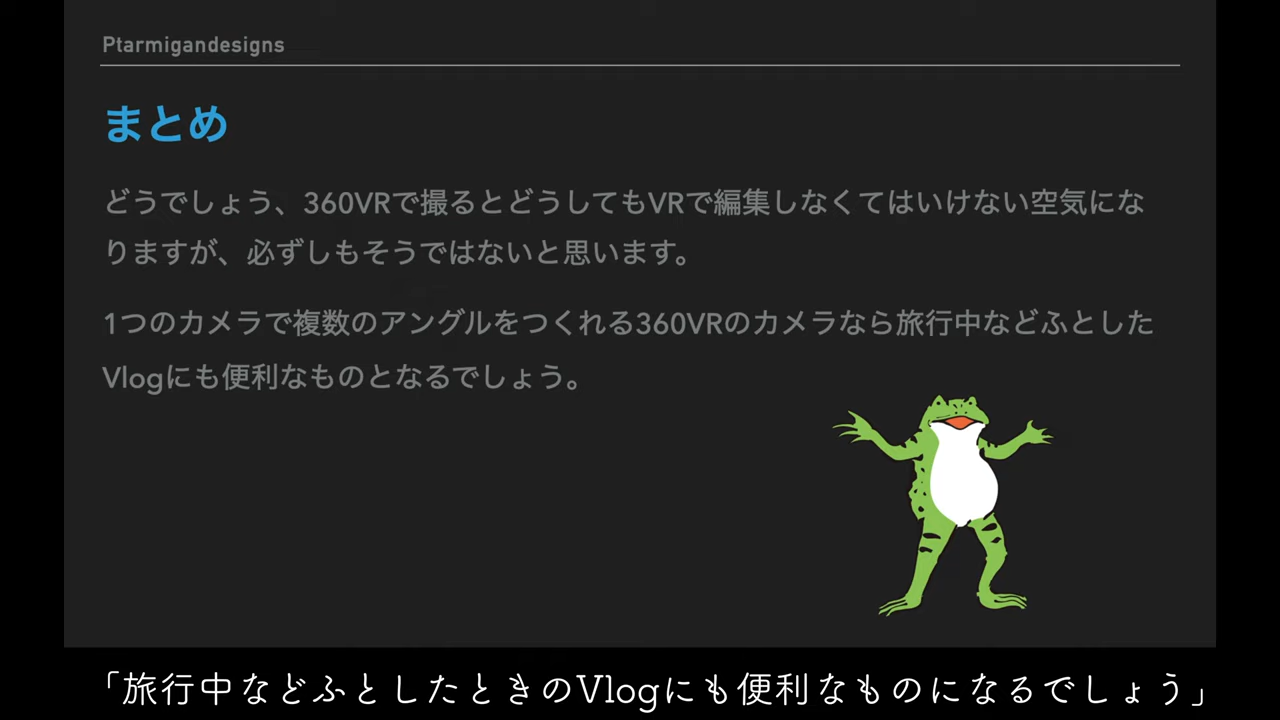 Ptarmigandesigns
まとめ
どうでしょう、360VRで撮るとどうしてもVRで編集しなくてはいけない空気にな
りますが、必ずしもそうではないと思います。
1つのカメラで複数のアングルをつくれる360VRのカメラなら旅行中などふとした
Vlogにも便利なものとなるでしょう。
「旅行中などふとしたときのVlogにも便利なものになるでしょう」